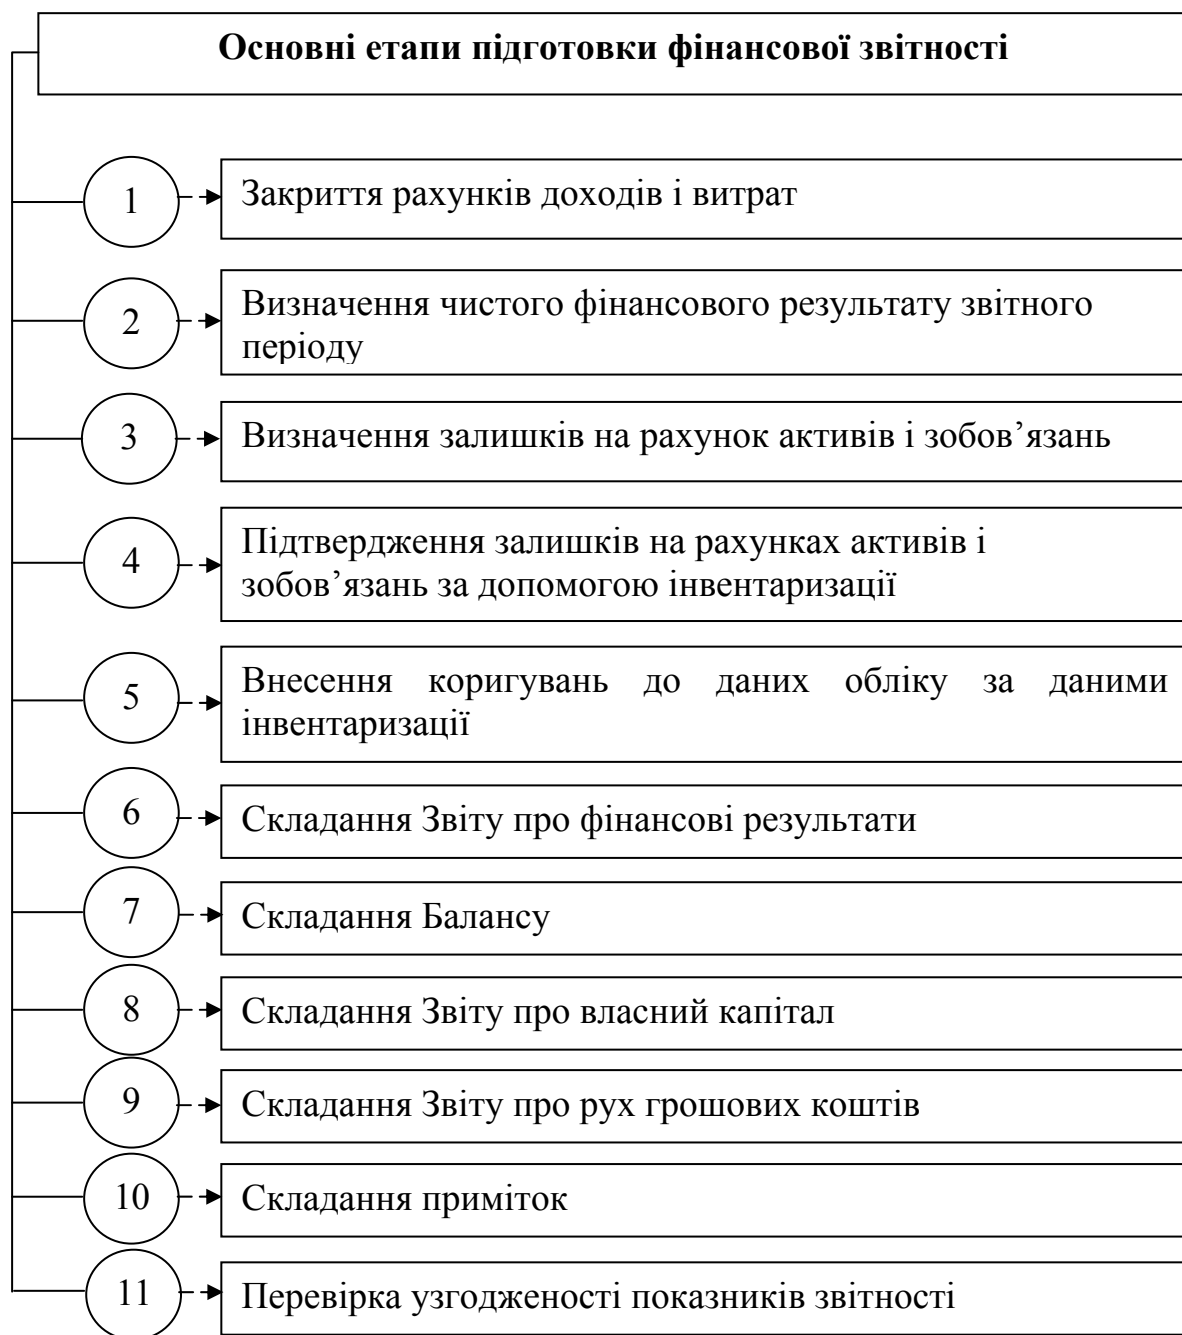 Основні етапи підготовки фінансової звітності
1
Закриття рахунків доходів і витрат
2
Визначення чистого фінансового результату звітного
періоду
3
Визначення залишків на рахунок активів і зобов’язань
4
Підтвердження залишків на рахунках активів і
зобов’язань за допомогою інвентаризації
5
Внесення коригувань до даних обліку за даними
інвентаризації
6
Складання Звіту про фінансові результати
7
Складання Балансу
8
Складання Звіту про власний капітал
9
Складання Звіту про рух грошових коштів
10
Складання приміток
11
Перевірка узгодженості показників звітності